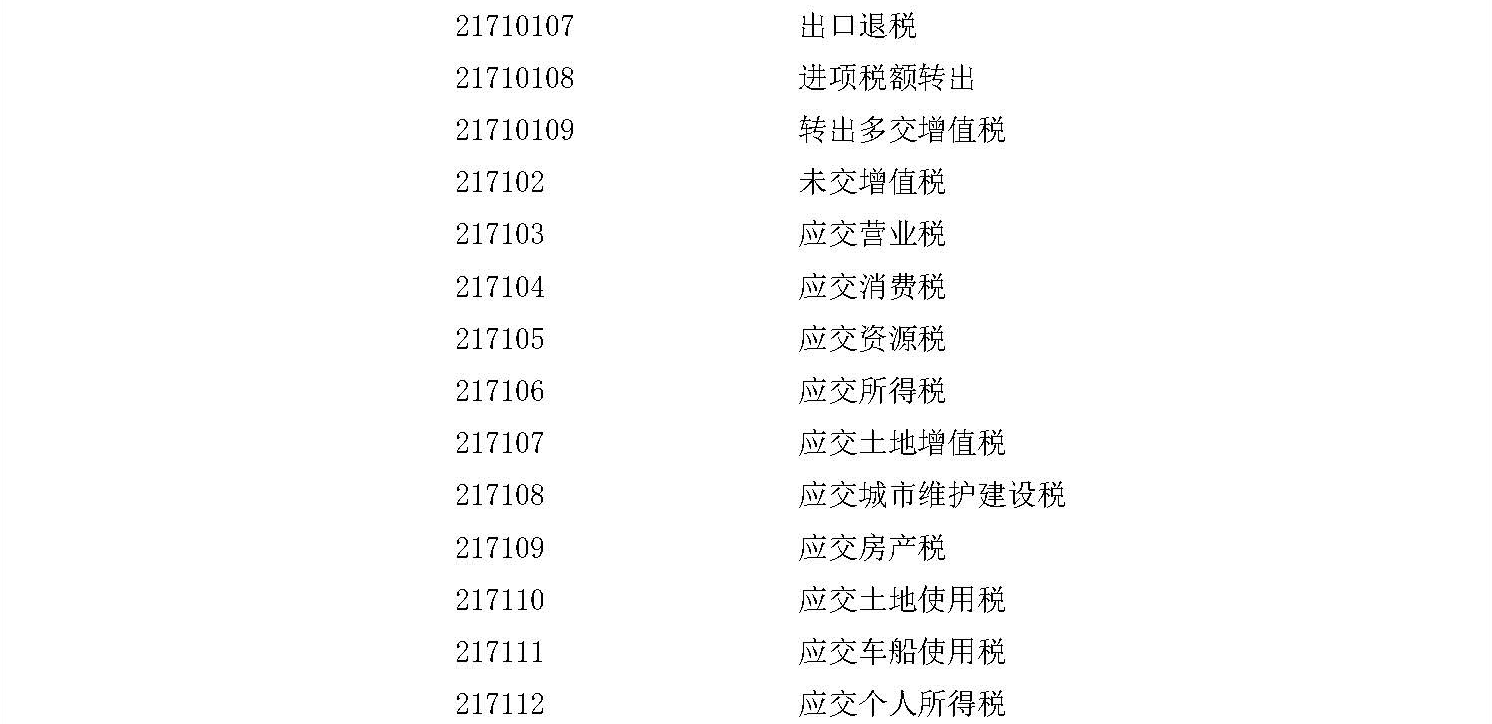 21710107 出口退税
21710108 进项税额转出
21710109 转出多交增值税
217102 未交增值税
217103 应交营业税
217104 应交消费税
217105 应交资源税
217106 应交所得税
217107 应交土地增值税
217108 应交城市维护建设税
217109 应交房产税
217110 应交土地使用税
217111 应交车船使用税
217112 应交个人所得税